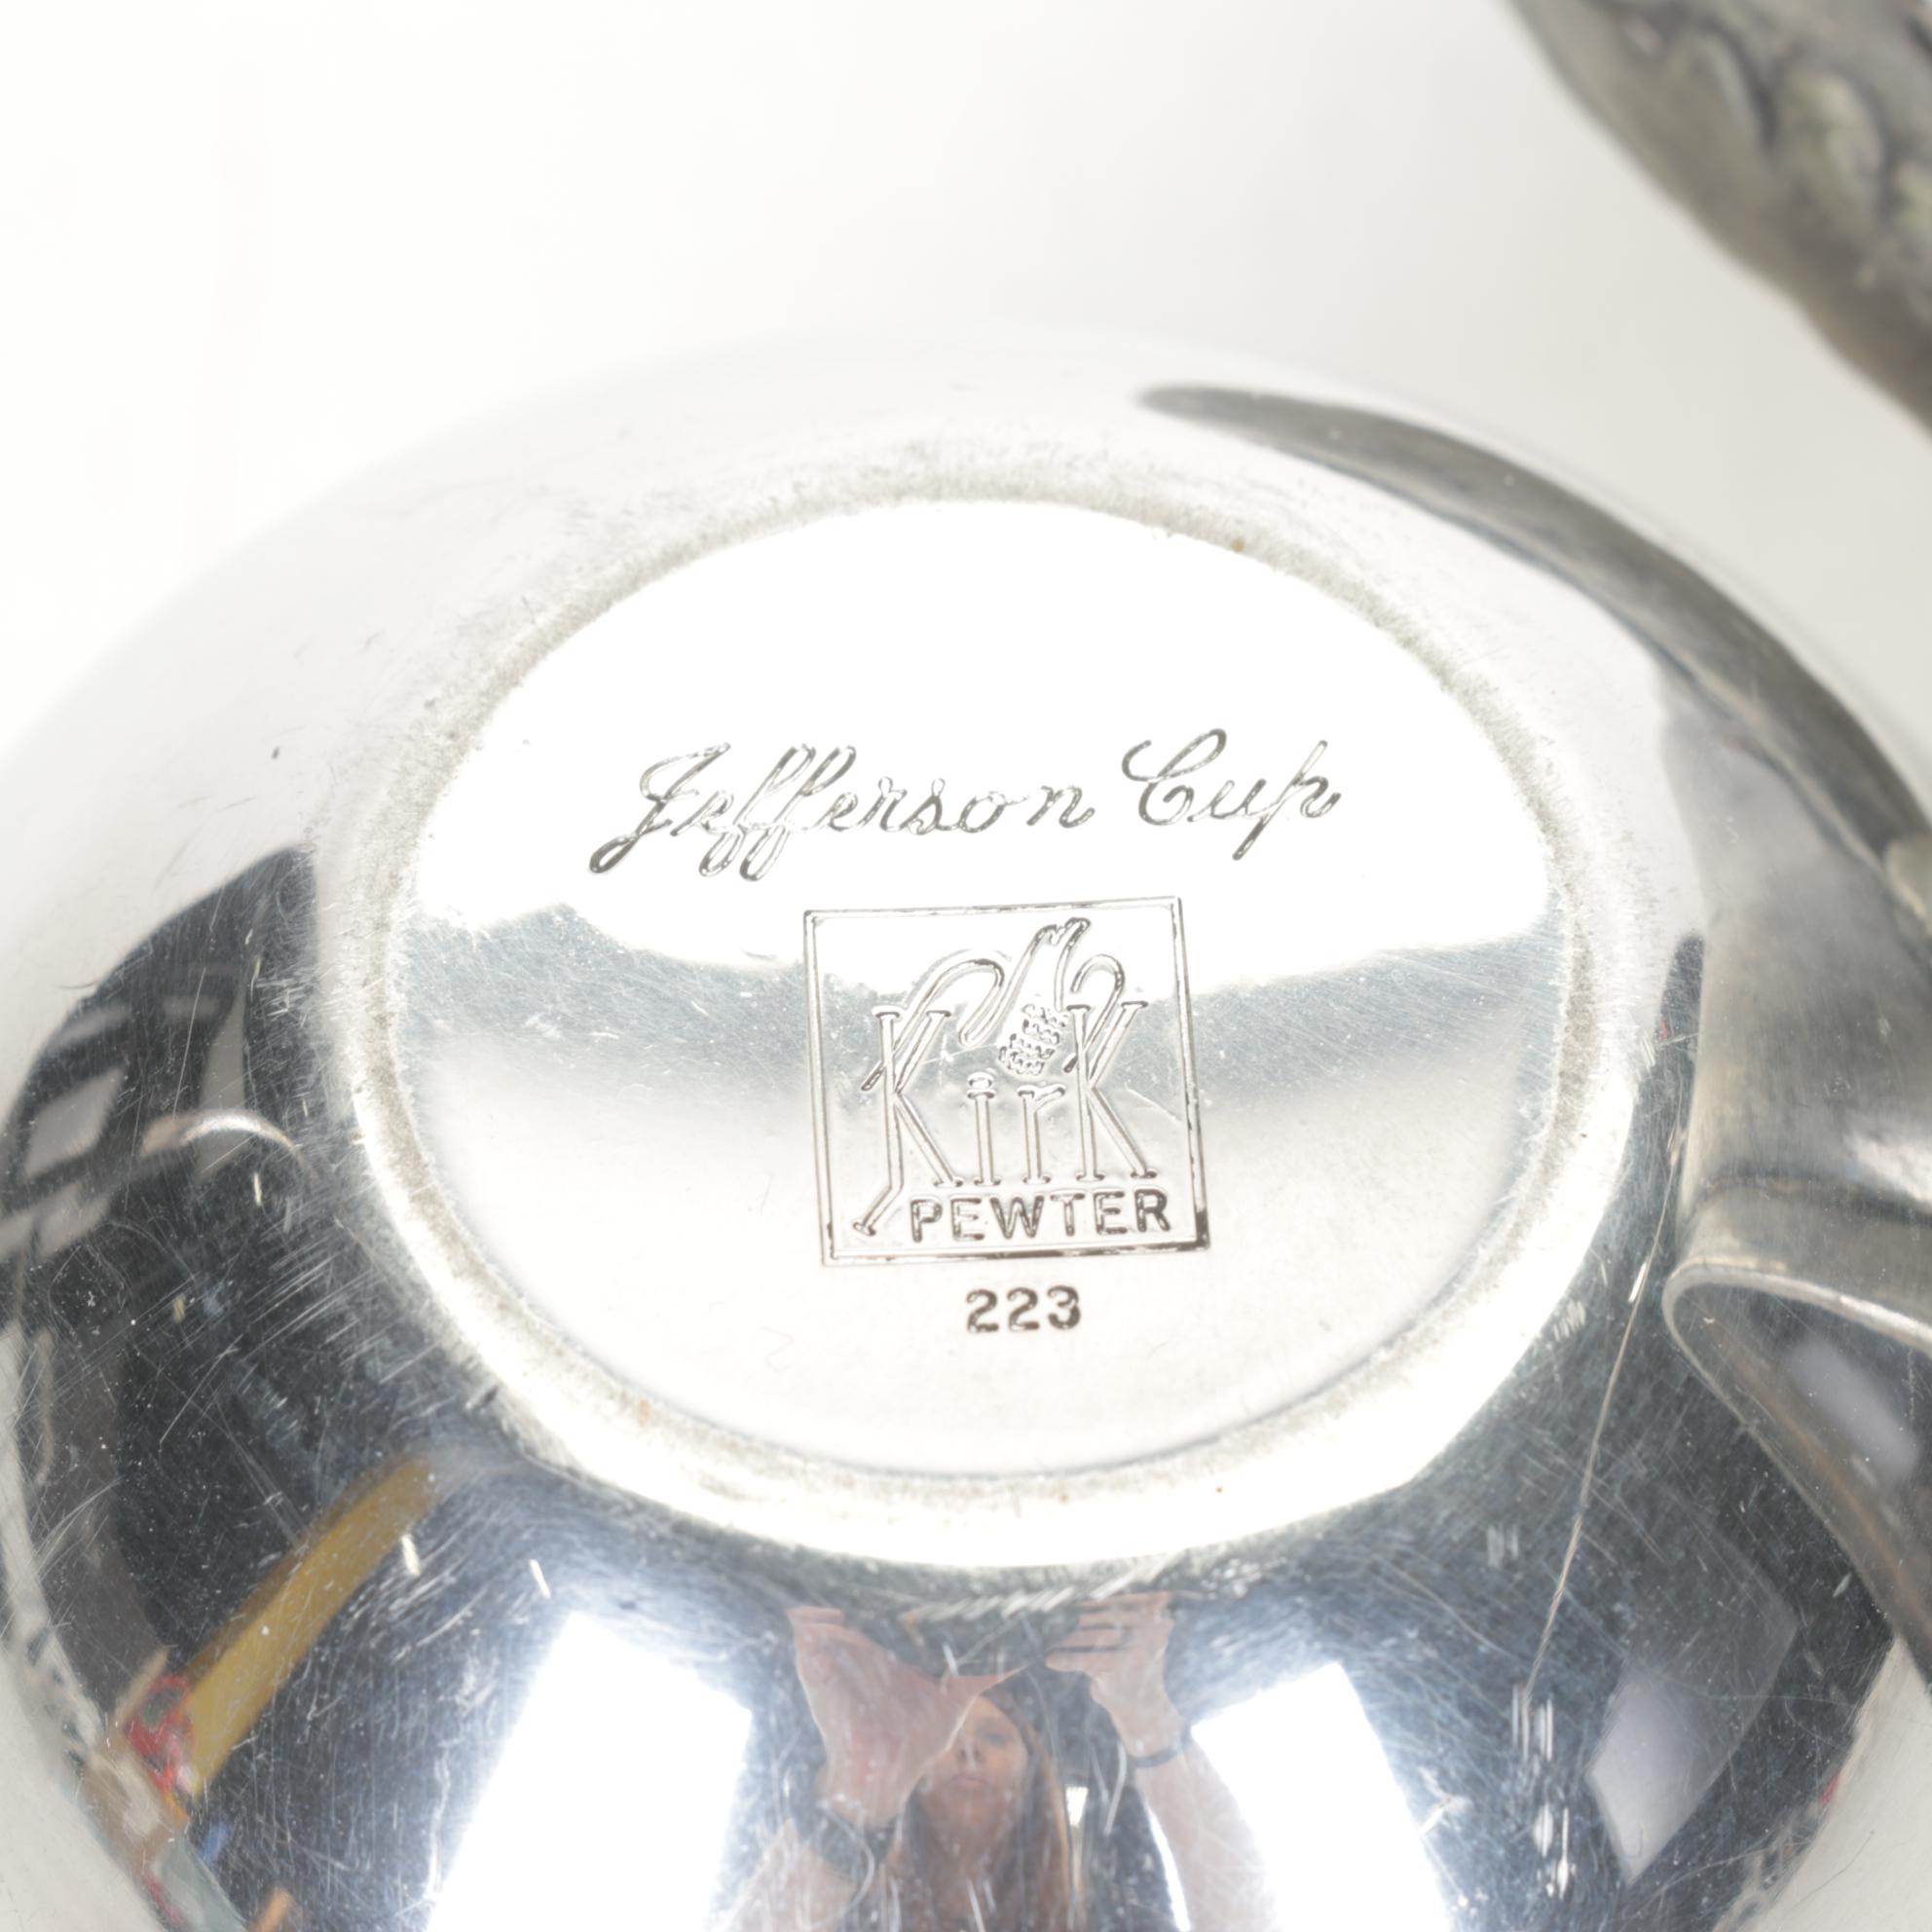 Jefferson Cup
Kirk
PEWTER
223